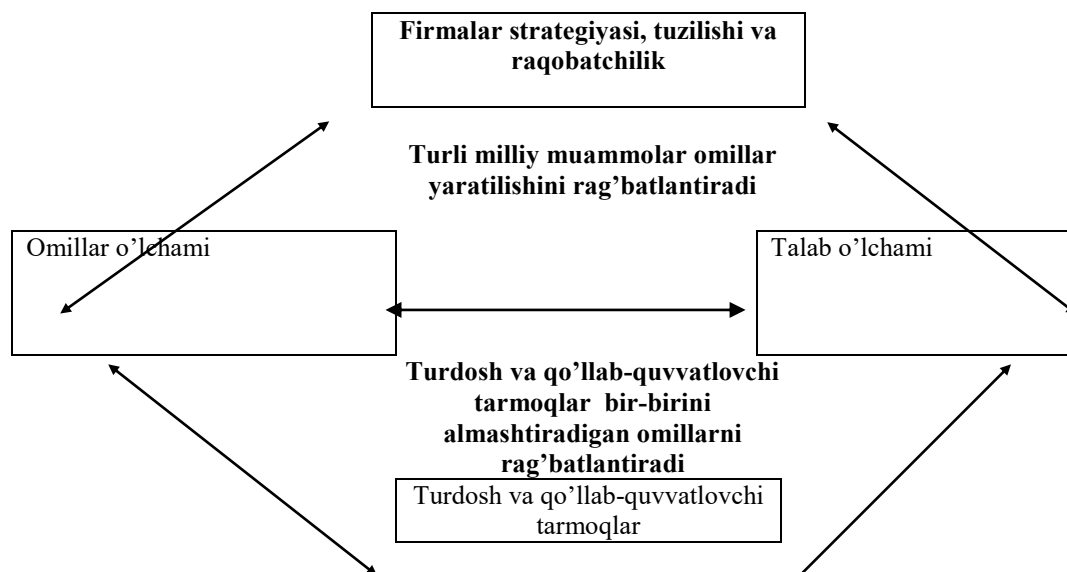 Firmalar strategiyasi, tuzilishi va
raqobatchilik
Turli milliy muammolar omillar
yaratilishini rag’batlantiradi
Omillar o’lchami
Talab o’lchami
Turdosh va qo’llab-quvvatlovchi
tarmoqlar bir-birini
almashtiradigan omillarni
rag’batlantiradi
Turdosh va qo’llab-quvvatlovchi
tarmoqlar